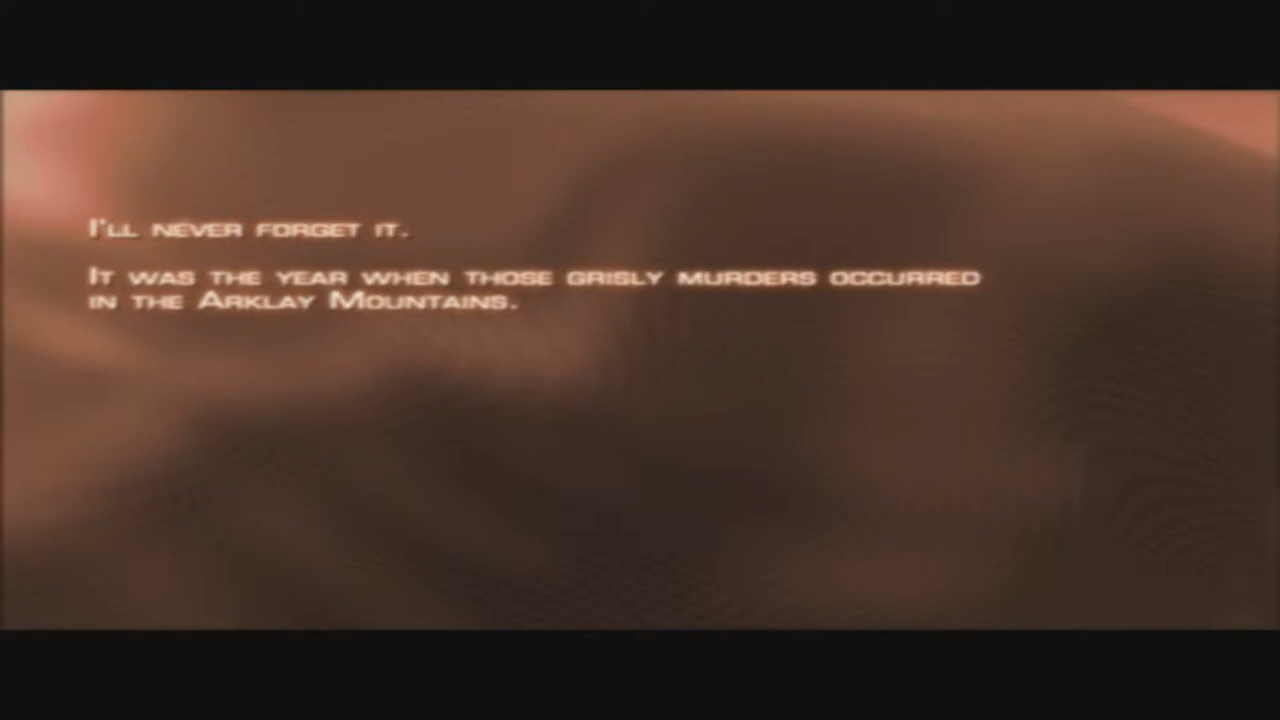 I'll never forget it.
It was the year when those grisly murders occurred
in the Arklay Mountains.